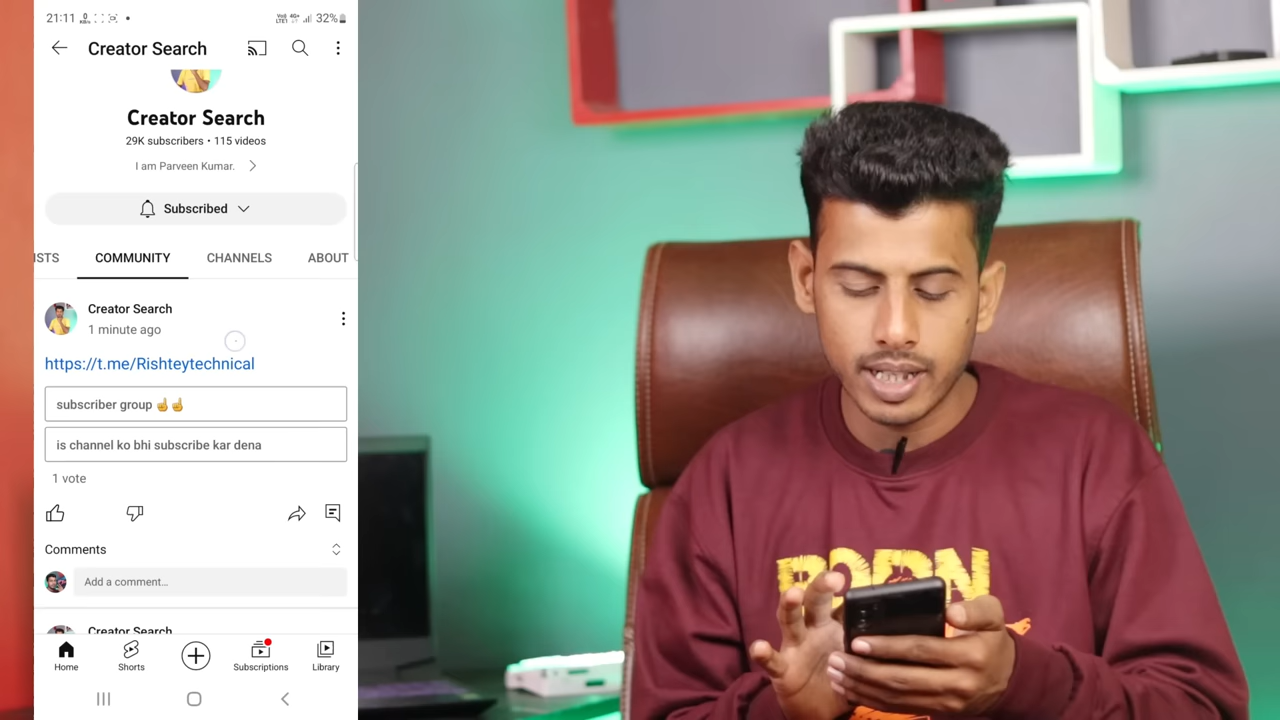 21:11 32%
Creator Search
Creator Search
29K subscribers • 115 videos
I am Parveen Kumar.
Subscribed
ISTS COMMUNITY CHANNELS ABOUT
Creator Search
1 minute ago
https://t.me/Rishteytechnical
subscriber group ☝️☝️
is channel ko bhi subscribe kar dena
1 vote
Comments
Add a comment...
Creator Search
Home Shorts Subscriptions Library
BORN